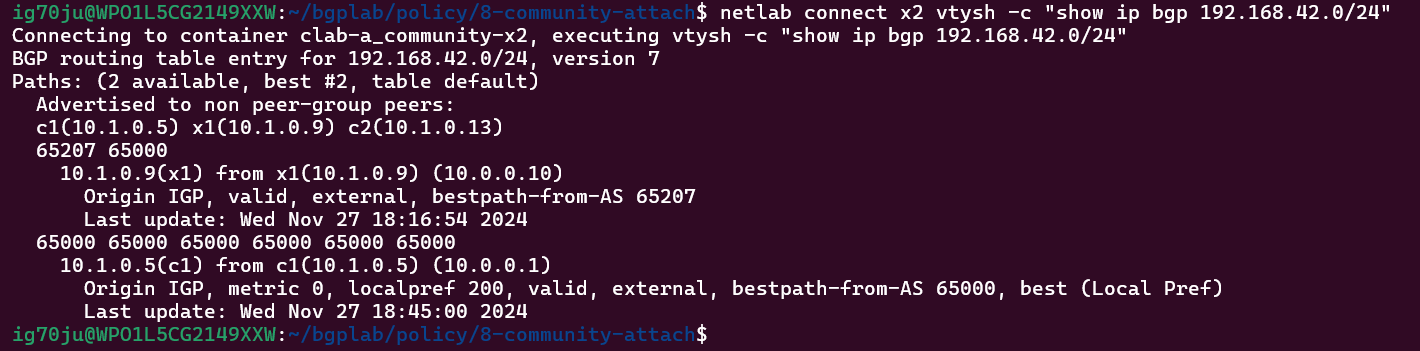 ig70ju@WPO1L5CG2149XXW:~/bgplab/policy/8-community-attach$ netlab connect x2 vtysh -c "show ip bgp 192.168.42.0/24"
Connecting to container clab-a_community-x2, executing vtysh -c "show ip bgp 192.168.42.0/24"
BGP routing table entry for 192.168.42.0/24, version 7
Paths: (2 available, best #2, table default)
  Advertised to non peer-group peers:
  c1(10.1.0.5) x1(10.1.0.9) c2(10.1.0.13)
  65207 65000
    10.1.0.9(x1) from x1(10.1.0.9) (10.0.0.10)
      Origin IGP, valid, external, bestpath-from-AS 65207
      Last update: Wed Nov 27 18:16:54 2024
  65000 65000 65000 65000 65000 65000
    10.1.0.5(c1) from c1(10.1.0.5) (10.0.0.1)
      Origin IGP, metric 0, localpref 200, valid, external, bestpath-from-AS 65000, best (Local Pref)
      Last update: Wed Nov 27 18:45:00 2024
ig70ju@WPO1L5CG2149XXW:~/bgplab/policy/8-community-attach$